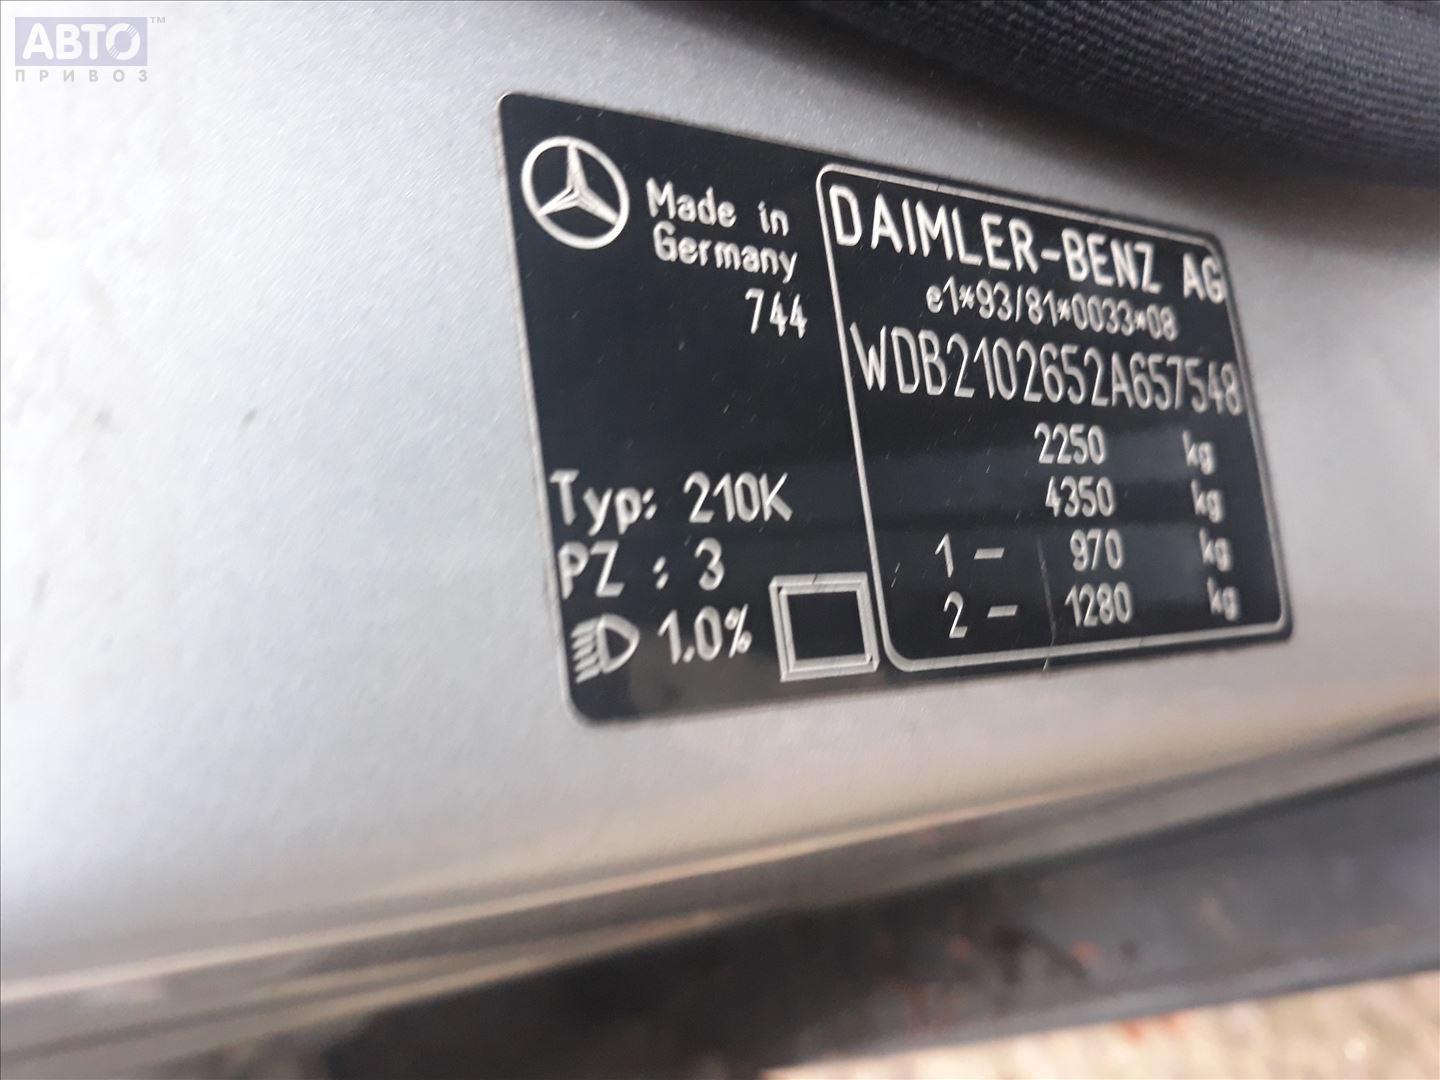 АВТО™
ПРИВОЗ
Made in
Germany
744
DAIMLER-BENZ AG
e1*93/81*0033*08
WDB2102652A657548
2250 kg
4350 kg
1 - 970 kg
2 - 1280 kg
Typ: 210K
PZ : 3
1.0%